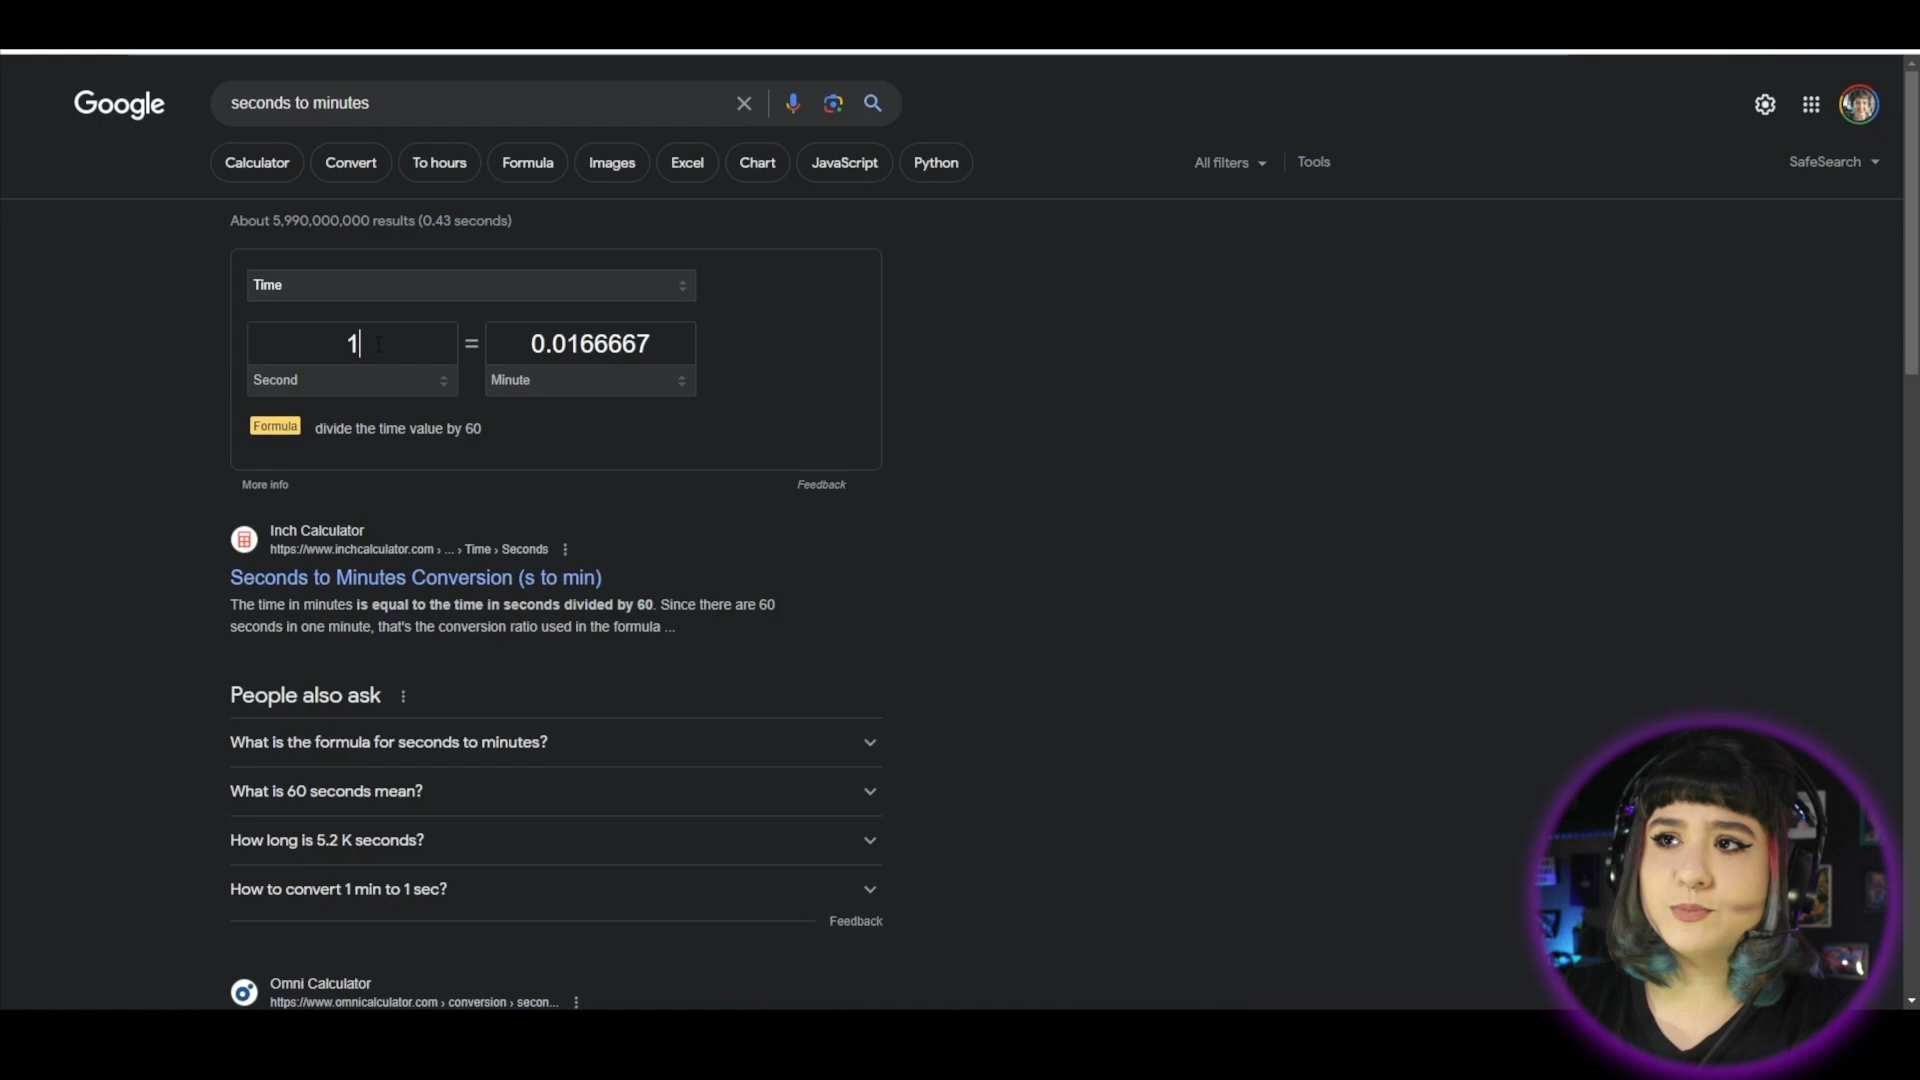 Google
seconds to minutes
Calculator
Convert
To hours
Formula
Images
Excel
Chart
JavaScript
Python
All filters
Tools
SafeSearch
About 5,990,000,000 results (0.43 seconds)
Time
1 = 0.0166667
Second
Minute
Formula divide the time value by 60
More info
Feedback
Inch Calculator
https://www.inchcalculator.com › ... › Time › Seconds
Seconds to Minutes Conversion (s to min)
The time in minutes is equal to the time in seconds divided by 60. Since there are 60
seconds in one minute, that's the conversion ratio used in the formula ...
People also ask
What is the formula for seconds to minutes?
What is 60 seconds mean?
How long is 5.2 K seconds?
How to convert 1 min to 1 sec?
Feedback
Omni Calculator
https://www.omnicalculator.com › conversion › secon...